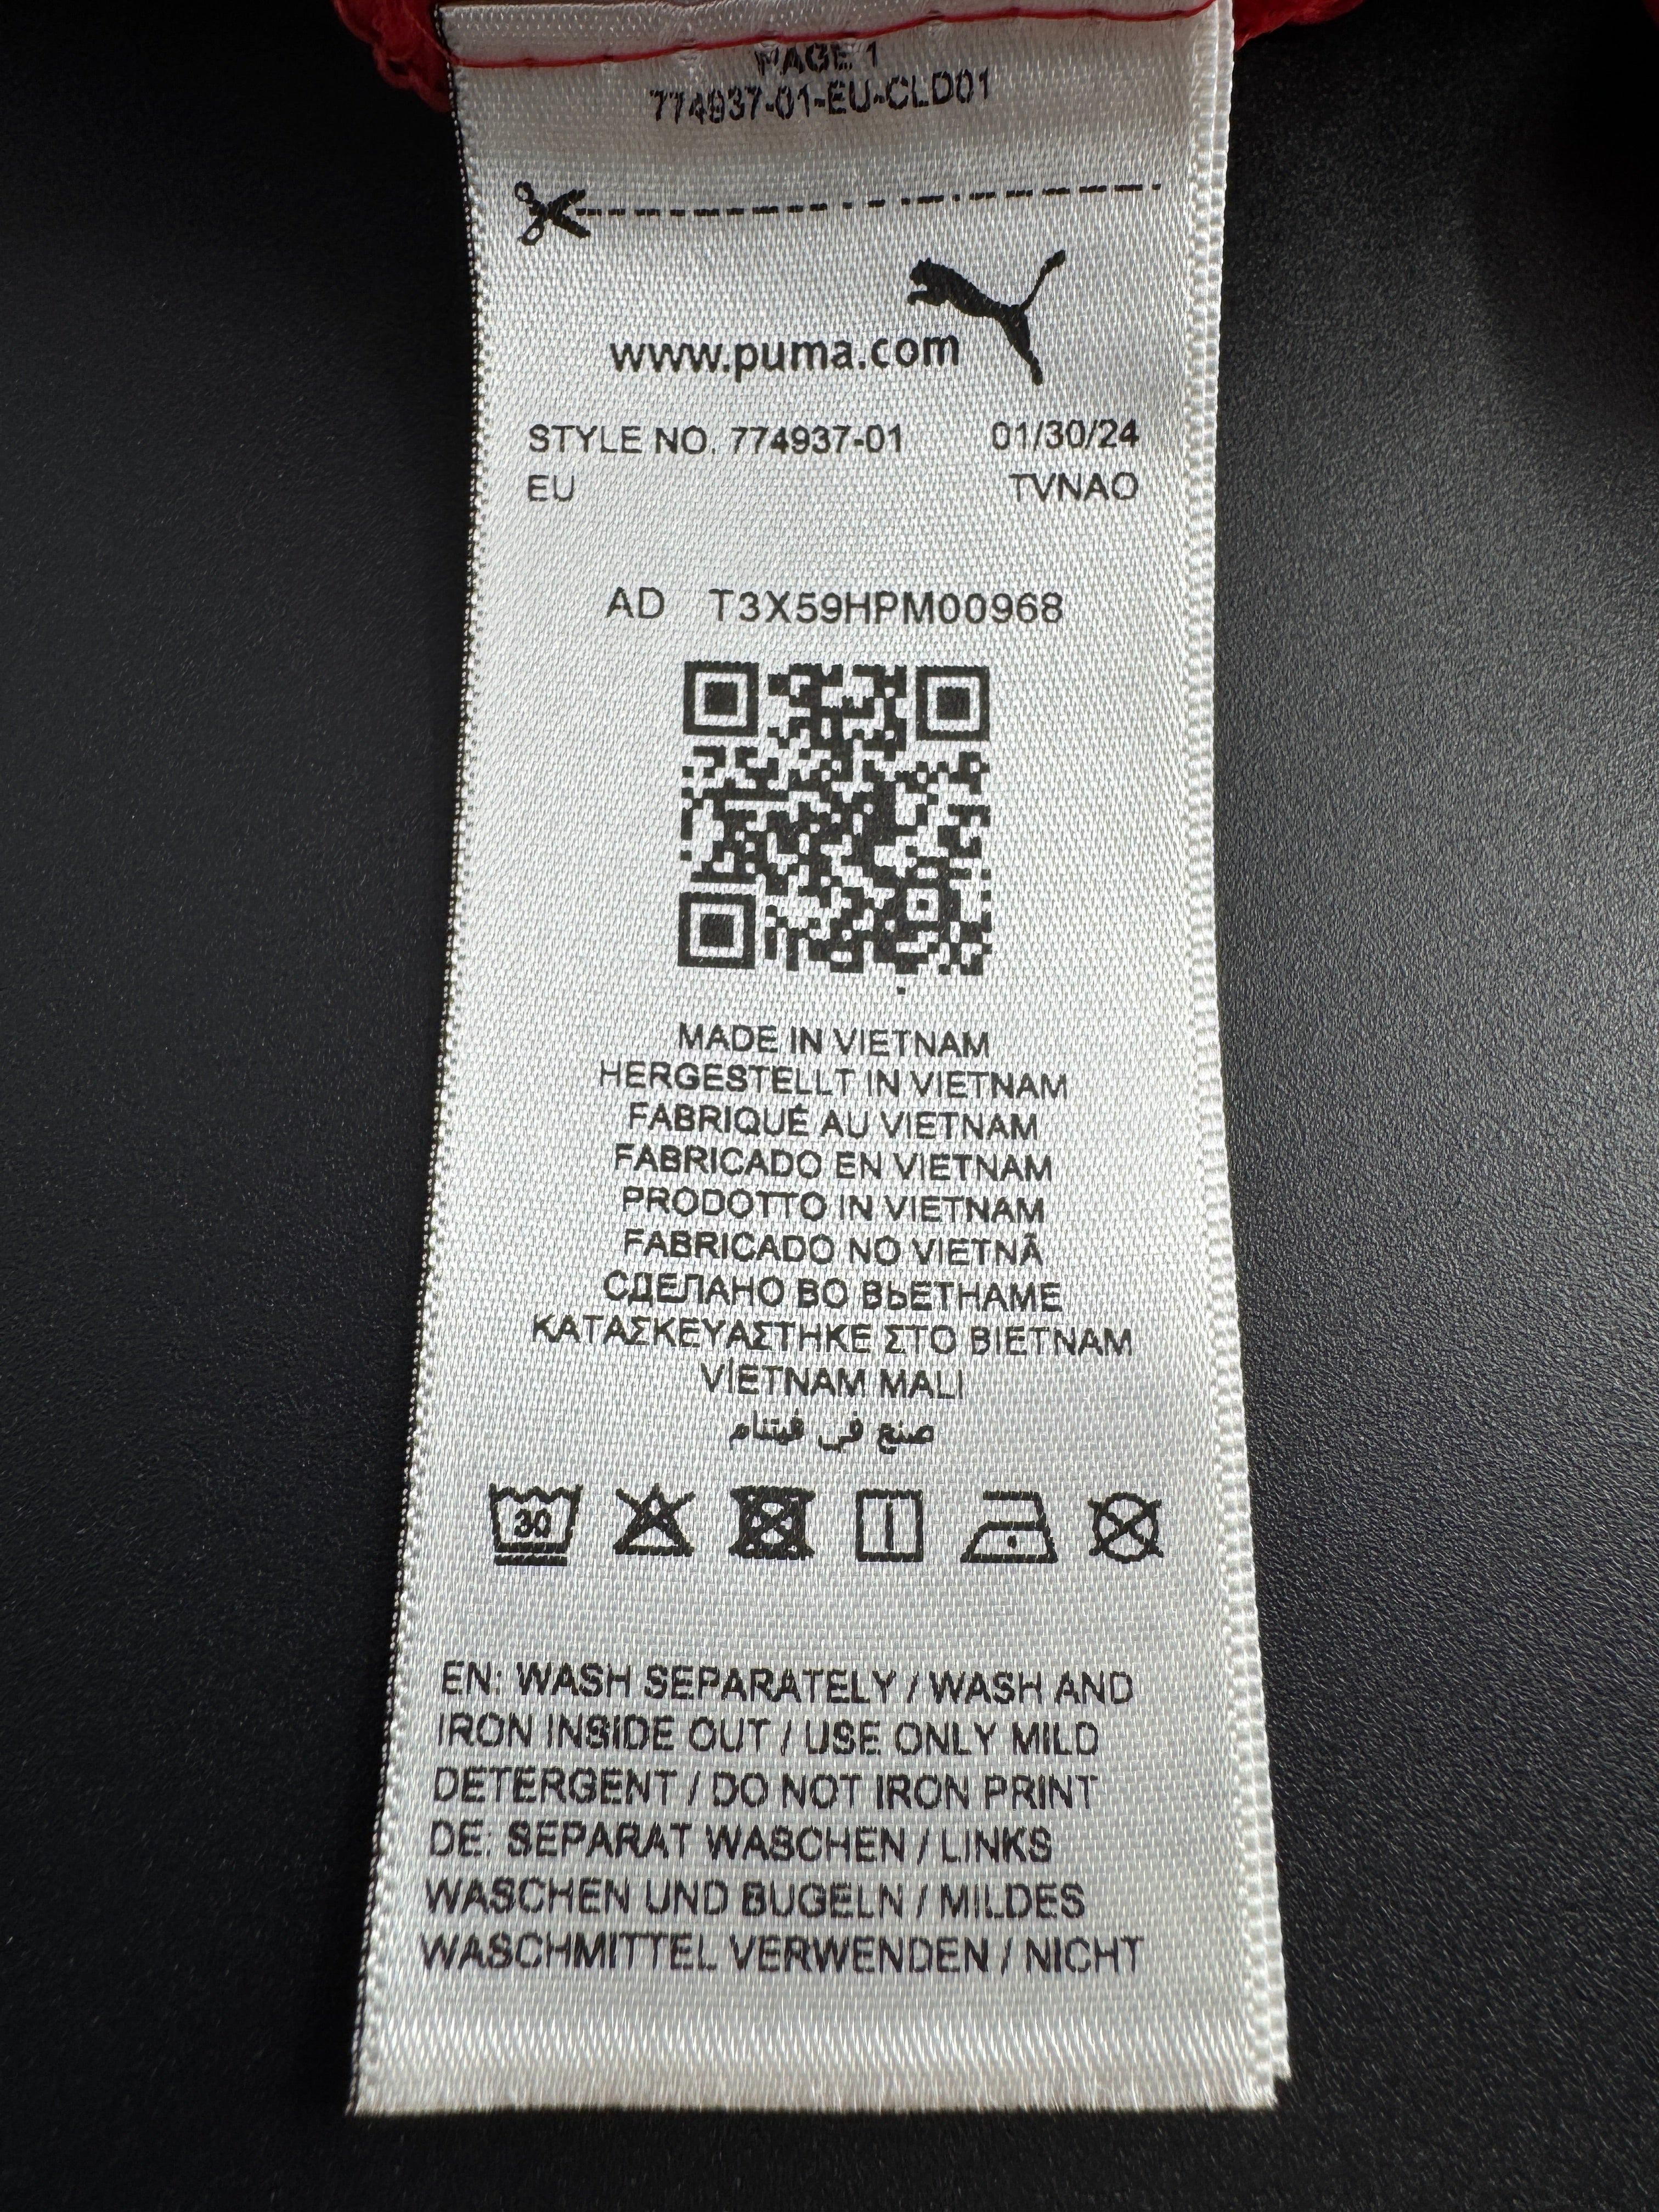 PAGE 1
774937-01-EU-CLD01
www.puma.com
STYLE NO. 774937-01 01/30/24
EU TVNAO
AD T3X59HPM00968
MADE IN VIETNAM
HERGESTELLT IN VIETNAM
FABRIQUÉ AU VIETNAM
FABRICADO EN VIETNAM
PRODOTTO IN VIETNAM
FABRICADO NO VIETNÃ
СДЕЛАНО ВО ВЬЕТНАМЕ
ΚΑΤΑΣΚΕΥΑΣΤΗΚΕ ΣΤΟ ΒΙΕΤΝΑΜ
VİETNAM MALI
صنع في فيتنام
30
EN: WASH SEPARATELY / WASH AND
IRON INSIDE OUT / USE ONLY MILD
DETERGENT / DO NOT IRON PRINT
DE: SEPARAT WASCHEN / LINKS
WASCHEN UND BUGELN / MILDES
WASCHMITTEL VERWENDEN / NICHT